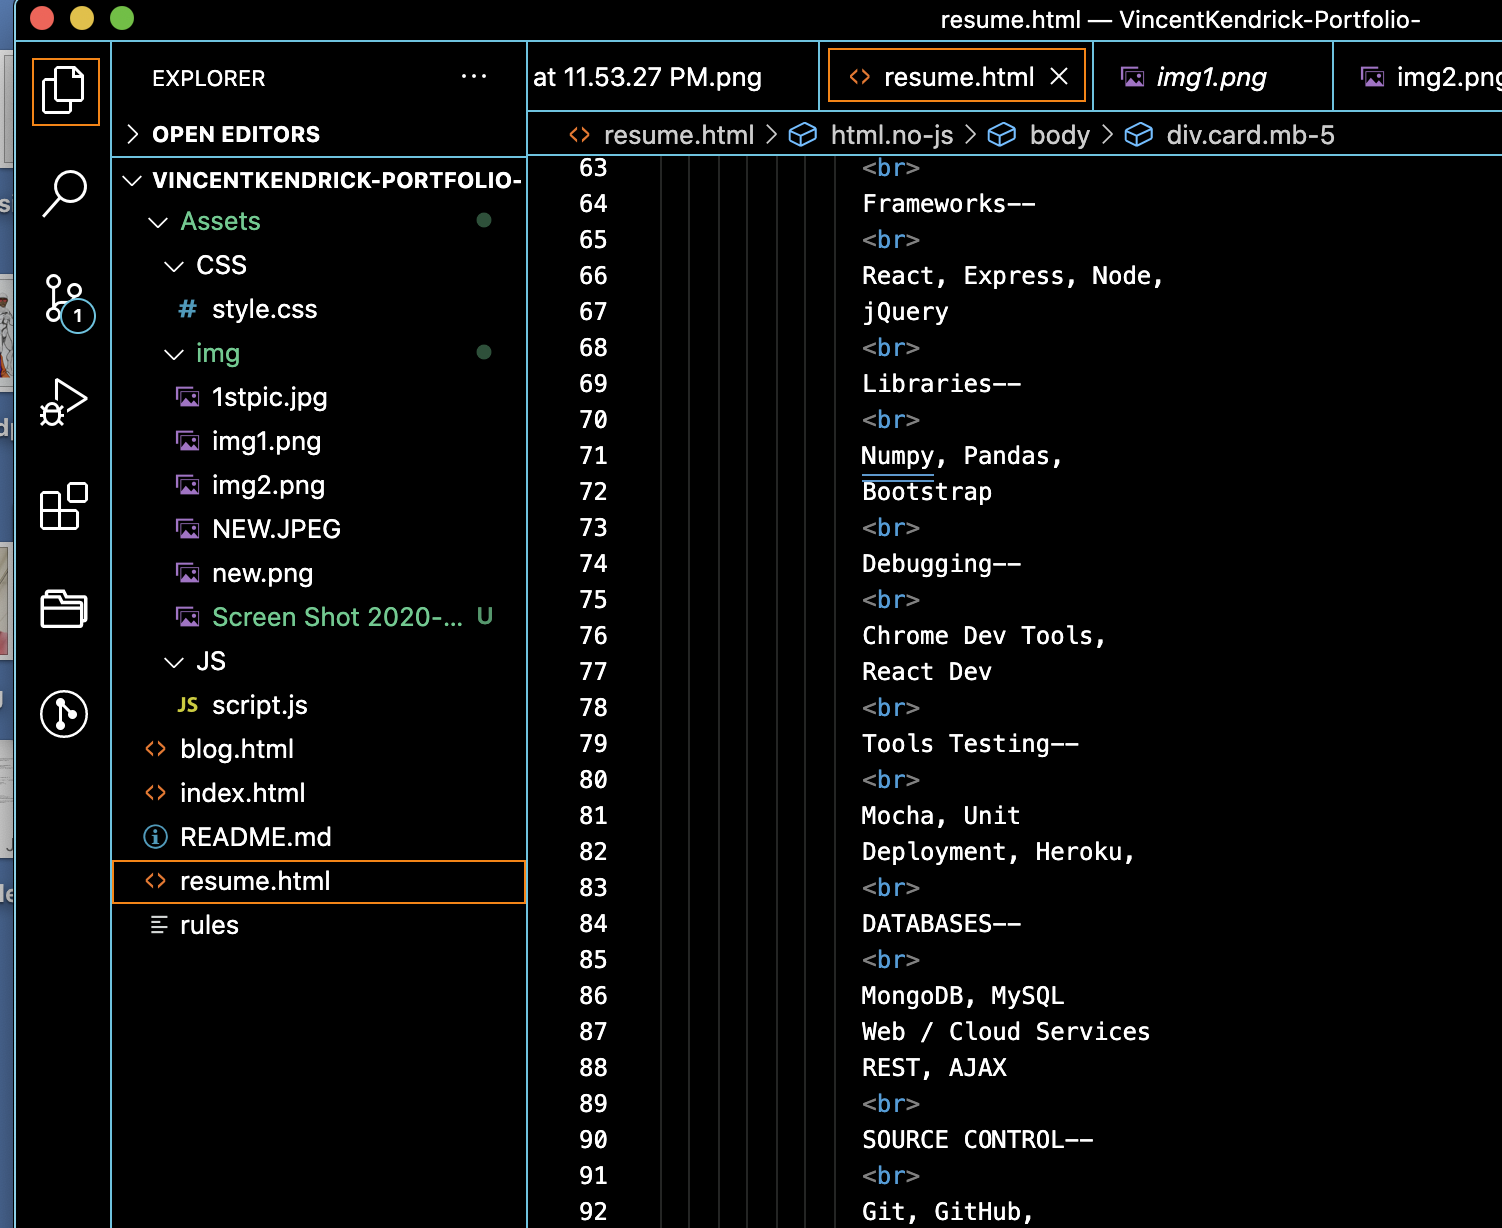 resume.html — VincentKendrick-Portfolio-
EXPLORER
OPEN EDITORS
VINCENTKENDRICK-PORTFOLIO-
Assets
CSS
# style.css
img
1stpic.jpg
img1.png
img2.png
NEW.JPEG
new.png
Screen Shot 2020-... U
JS
JS script.js
<> blog.html
<> index.html
README.md
<> resume.html
rules
1
at 11.53.27 PM.png
<> resume.html ×
img1.png
<> resume.html > html.no-js > body > div.card.mb-5
63 <br>
64 Frameworks--
65 <br>
66 React, Express, Node,
67 jQuery
68 <br>
69 Libraries--
70 <br>
71 Numpy, Pandas,
72 Bootstrap
73 <br>
74 Debugging--
75 <br>
76 Chrome Dev Tools,
77 React Dev
78 <br>
79 Tools Testing--
80 <br>
81 Mocha, Unit
82 Deployment, Heroku,
83 <br>
84 DATABASES--
85 <br>
86 MongoDB, MySQL
87 Web / Cloud Services
88 REST, AJAX
89 <br>
90 SOURCE CONTROL--
91 <br>
92 Git, GitHub,